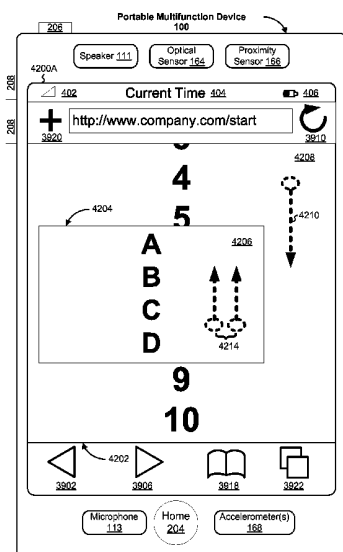 Portable Multifunction Device
100
206
Speaker 111
Optical
Sensor 164
Proximity
Sensor 166
4200A
208
402
Current Time 404
406
208
http://www.company.com/start
3920
3910
4208
4
4210
5
4204
A
4206
B
C
D
4214
9
10
4202
3902
3906
3918
3922
Microphone
113
Home
204
Accelerometer(s)
168